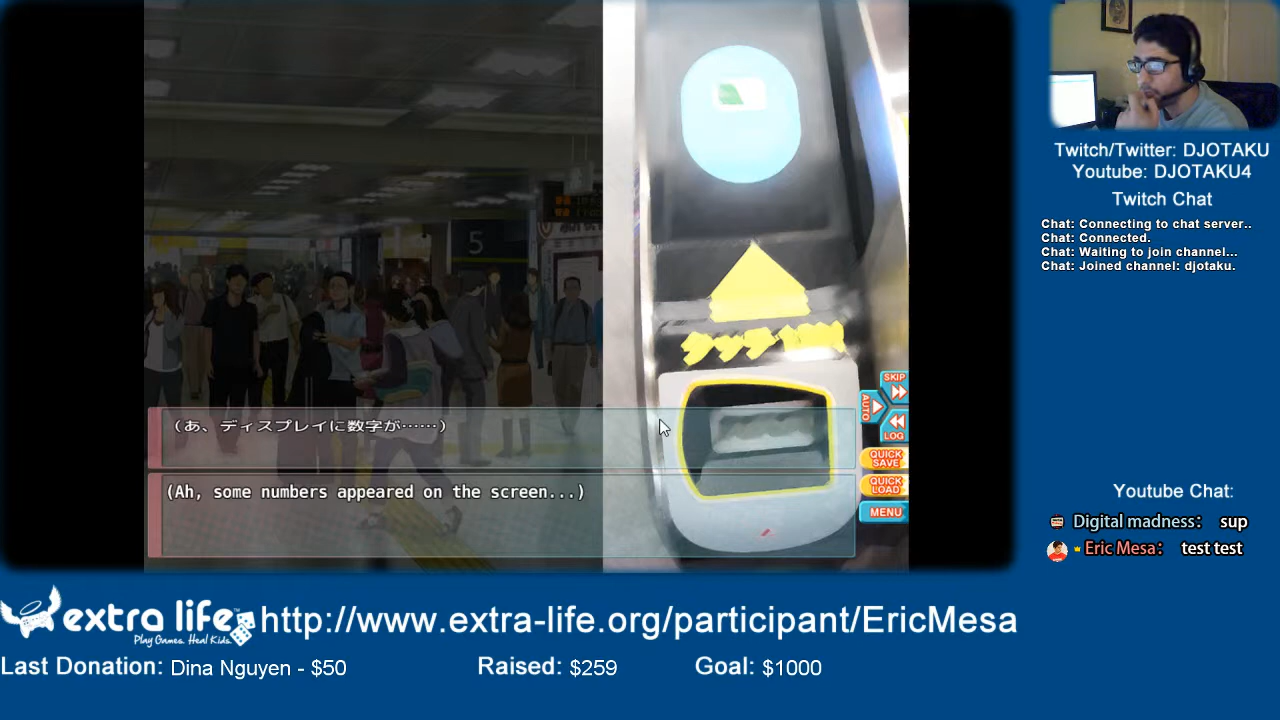 5
タッチ
(あ、ディスプレイに数字が……)
(Ah, some numbers appeared on the screen...)
SKIP
AUTO
LOG
QUICK
SAVE
QUICK
LOAD
MENU
Twitch/Twitter: DJOTAKU
Youtube: DJOTAKU4
Twitch Chat
Chat: Connecting to chat server..
Chat: Connected.
Chat: Waiting to join channel...
Chat: Joined channel: djotaku.
Youtube Chat:
Digital madness: sup
Eric Mesa: test test
extra life
Play Games. Heal Kids.
http://www.extra-life.org/participant/EricMesa
Last Donation: Dina Nguyen - $50
Raised: $259
Goal: $1000